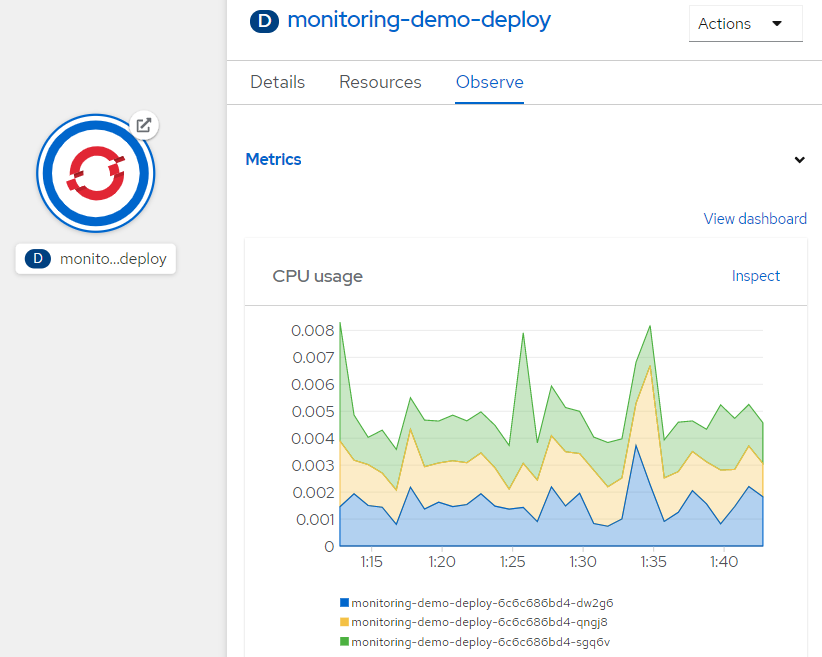 D monitoring-demo-deploy
Actions
Details Resources Observe
D monito...deploy
Metrics
View dashboard
CPU usage
Inspect
0.008
0.007
0.006
0.005
0.004
0.003
0.002
0.001
0
1:15 1:20 1:25 1:30 1:35 1:40
monitoring-demo-deploy-6c6c686bd4-dw2g6
monitoring-demo-deploy-6c6c686bd4-qngj8
monitoring-demo-deploy-6c6c686bd4-sgq6v